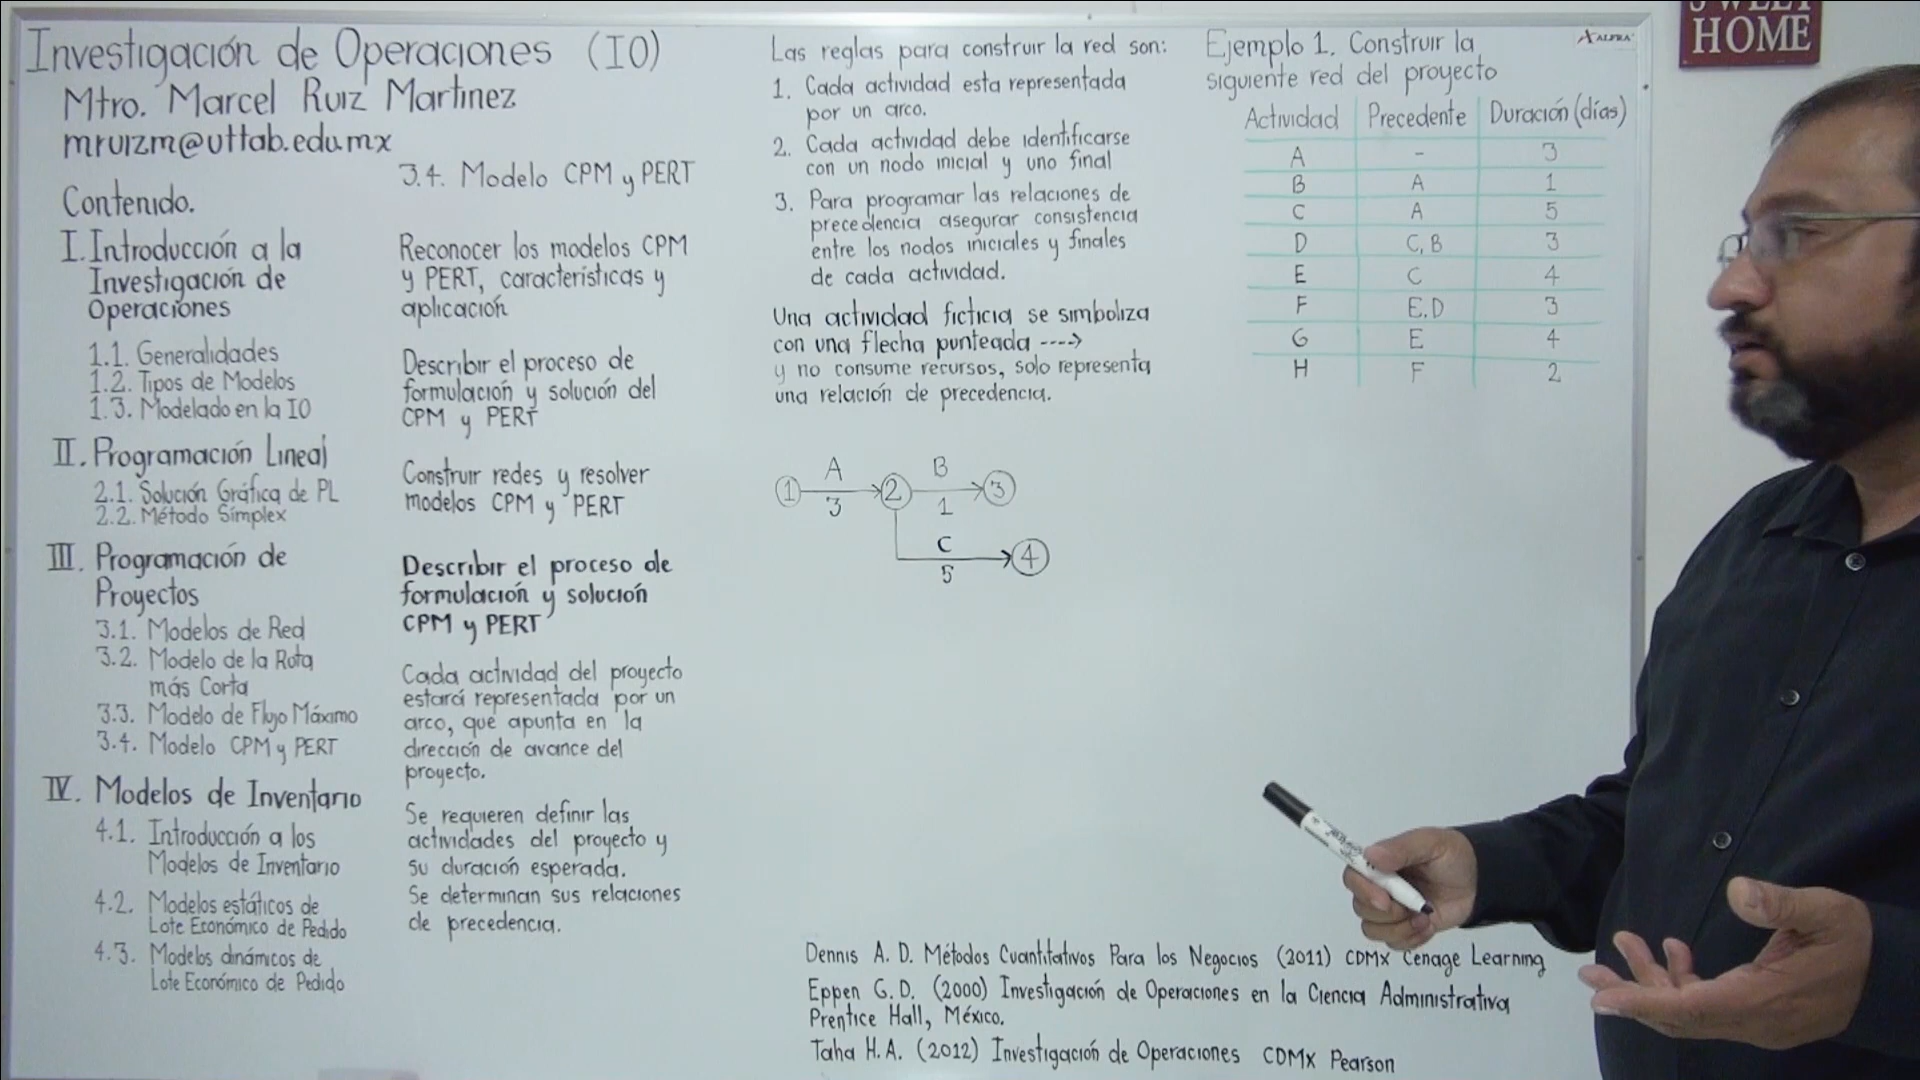 Investigación de Operaciones (IO)
Mtro. Marcel Ruiz Martinez
mruizm@uttab.edu.mx
3.4. Modelo CPM y PERT
Contenido.
I. Introducción a la
Investigación de
Operaciones
1.1. Generalidades
1.2. Tipos de Modelos
1.3. Modelado en la IO
II. Programación Lineal
2.1. Solución Gráfica de PL
2.2. Método Simplex
III. Programación de
Proyectos
3.1. Modelos de Red
3.2. Modelo de la Rota
más Corta
3.3. Modelo de Flujo Máximo
3.4. Modelo CPM y PERT
IV. Modelos de Inventario
4.1. Introducción a los
Modelos de Inventario
4.2. Modelos estáticos de
Lote Económico de Pedido
4.3. Modelos dinámicos de
Lote Económico de Pedido
Reconocer los modelos CPM
y PERT, características y
aplicación
Describir el proceso de
formulación y solución del
CPM y PERT
Construir redes y resolver
modelos CPM y PERT
Describir el proceso de
formulación y solución
CPM y PERT
Cada actividad del proyecto
estará representada por un
arco, que apunta en la
dirección de avance del
proyecto.
Se requieren definir las
actividades del proyecto y
su duración esperada.
Se determinan sus relaciones
de precedencia.
Las reglas para construir la red son:
1. Cada actividad esta representada
por un arco.
2. Cada actividad debe identificarse
con un nodo inicial y uno final
3. Para programar las relaciones de
precedencia asegurar consistencia
entre los nodos iniciales y finales
de cada actividad.
Una actividad ficticia se simboliza
con una flecha punteada ---->
y no consume recursos, solo representa
una relación de precedencia.
A B
1 2 3
3 1
C
4
5
Ejemplo 1. Construir la
siguiente red del proyecto
Actividad Precedente Duración (días)
A - 3
B A 1
C A 5
D C, B 3
E C 4
F E, D 3
G E 4
H F 2
Dennis A. D. Métodos Cuantitativos Para los Negocios (2011) CDMX Cenage Learning
Eppen G. D. (2000) Investigación de Operaciones en la Ciencia Administrativa
Prentice Hall, México.
Taha H. A. (2012) Investigación de Operaciones CDMX Pearson
ALFRA
SWEET
HOME